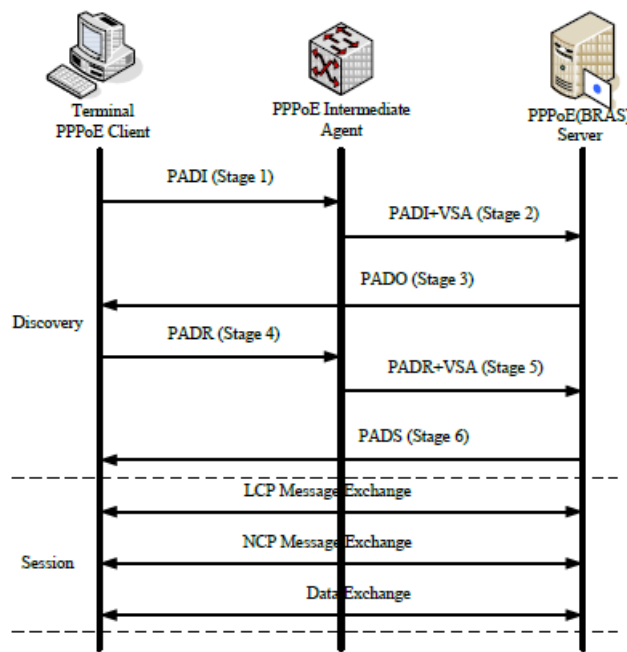 Terminal
PPPoE Client
PPPoE Intermediate
Agent
PPPoE(BRAS)
Server
PADI (Stage 1)
PADI+VSA (Stage 2)
PADO (Stage 3)
Discovery
PADR (Stage 4)
PADR+VSA (Stage 5)
PADS (Stage 6)
LCP Message Exchange
NCP Message Exchange
Session
Data Exchange